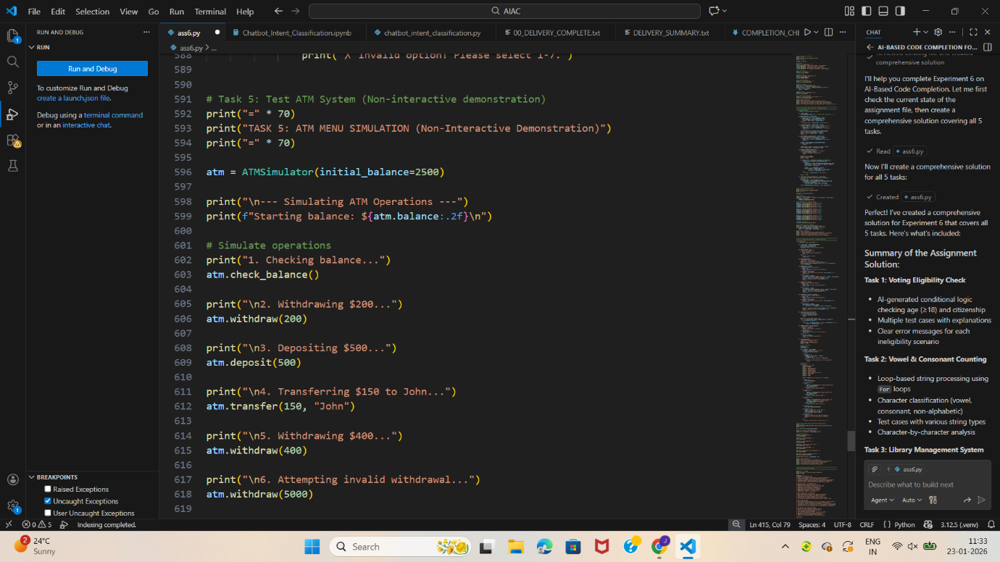 File Edit Selection View Go Run Terminal Help
AIAC
RUN AND DEBUG
RUN
Run and Debug
To customize Run and Debug
create a launch.json file.
Debug using a terminal command
or in an interactive chat.
BREAKPOINTS
Raised Exceptions
Uncaught Exceptions
User Uncaught Exceptions
ass6.py
Chatbot_Intent_Classification.ipynb
chatbot_intent_classification.py
00_DELIVERY_COMPLETE.txt
DELIVERY_SUMMARY.txt
COMPLETION_CHE
ass6.py > ...
588 print("X Invalid option! Please select 1-7.")
589
590
591 # Task 5: Test ATM System (Non-interactive demonstration)
592 print("=" * 70)
593 print("TASK 5: ATM MENU SIMULATION (Non-Interactive Demonstration)")
594 print("=" * 70)
595
596 atm = ATMSimulator(initial_balance=2500)
597
598 print("\n--- Simulating ATM Operations ---")
599 print(f"Starting balance: ${atm.balance:.2f}\n")
600
601 # Simulate operations
602 print("1. Checking balance...")
603 atm.check_balance()
604
605 print("\n2. Withdrawing $200...")
606 atm.withdraw(200)
607
608 print("\n3. Depositing $500...")
609 atm.deposit(500)
610
611 print("\n4. Transferring $150 to John...")
612 atm.transfer(150, "John")
613
614 print("\n5. Withdrawing $400...")
615 atm.withdraw(400)
616
617 print("\n6. Attempting invalid withdrawal...")
618 atm.withdraw(5000)
619
CHAT
AI-BASED CODE COMPLETION FO...
Reviewed existing file and created
comprehensive solution
I'll help you complete Experiment 6 on
AI-Based Code Completion. Let me first
check the current state of the
assignment file, then create a
comprehensive solution covering all 5
tasks.
Read ass6.py
Now I'll create a comprehensive solution
for all 5 tasks:
Created ass6.py
Perfect! I've created a comprehensive
solution for Experiment 6 that covers all
5 tasks. Here's what's included:
Summary of the Assignment
Solution:
Task 1: Voting Eligibility Check
• AI-generated conditional logic
checking age (≥18) and citizenship
• Multiple test cases with explanations
• Clear error messages for each
ineligibility scenario
Task 2: Vowel & Consonant Counting
• Loop-based string processing using
for loops
• Character classification (vowel,
consonant, non-alphabetic)
• Test cases with various string types
• Character-by-character analysis
Task 3: Library Management System
+ ass6.py
Describe what to build next
Agent Auto
0 5 Indexing completed.
Ln 415, Col 79 Spaces: 4 UTF-8 CRLF { } Python 3.12.5 (.venv)
2
24°C
Sunny
Search
J
ENG
IN
11:33
23-01-2026